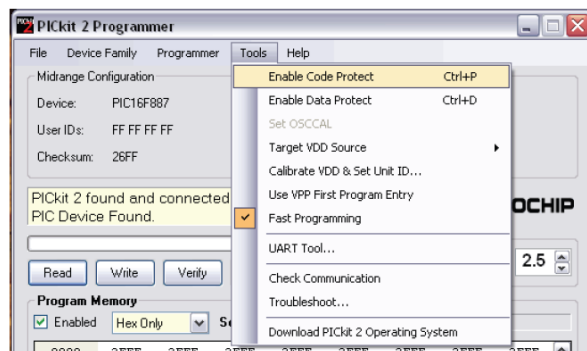 PICkit 2 Programmer
File Device Family Programmer Tools Help
Midrange Configuration
Device: PIC16F887
User IDs: FF FF FF FF
Checksum: 26FF
PICkit 2 found and connected
PIC Device Found.
Read Write Verify
Program Memory
Enabled Hex Only
Enable Code Protect Ctrl+P
Enable Data Protect Ctrl+D
Set OSCCAL
Target VDD Source
Calibrate VDD & Set Unit ID...
Use VPP First Program Entry
Fast Programming
UART Tool...
Check Communication
Troubleshoot...
Download PICkit 2 Operating System
OCHIP
2.5